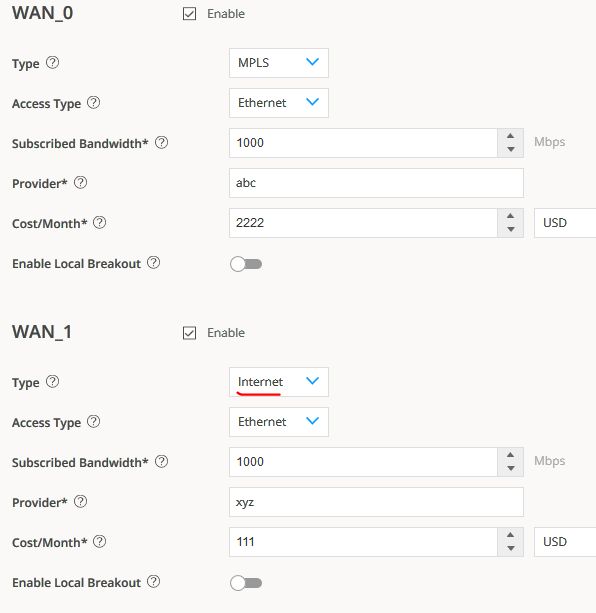 WAN_0 Enable
Type ? MPLS
Access Type ? Ethernet
Subscribed Bandwidth* ? 1000 Mbps
Provider* ? abc
Cost/Month* ? 2222 USD
Enable Local Breakout ?
WAN_1 Enable
Type ? Internet
Access Type ? Ethernet
Subscribed Bandwidth* ? 1000 Mbps
Provider* ? xyz
Cost/Month* ? 111 USD
Enable Local Breakout ?